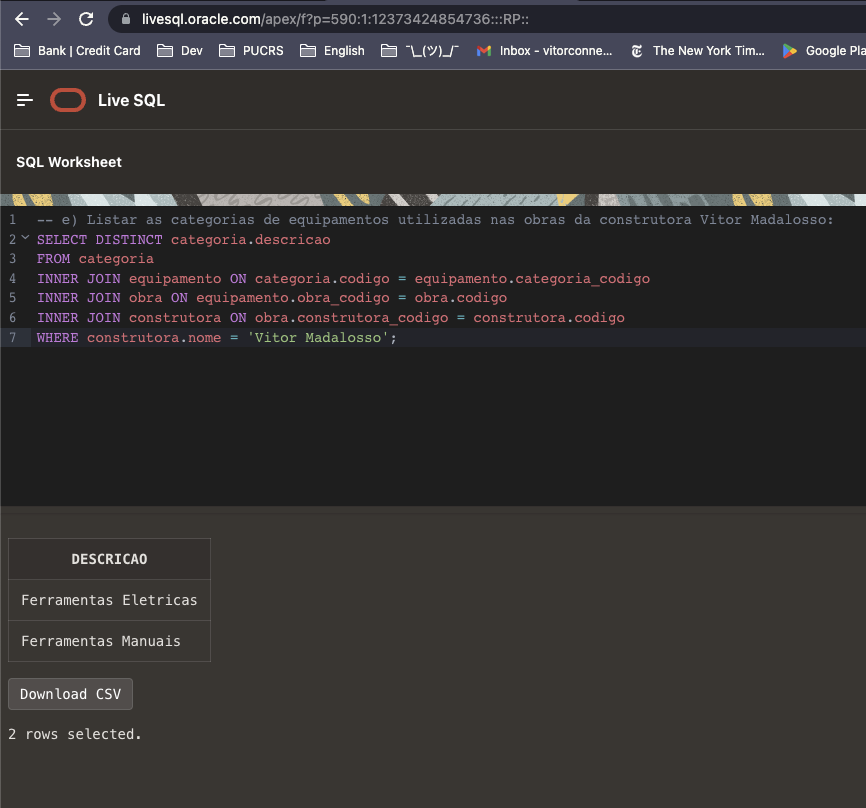 livesql.oracle.com/apex/f?p=590:1:12373424854736:::RP::
Bank | Credit Card Dev PUCRS English ¯\_(ツ)_/¯ Inbox - vitorconne... The New York Tim... Google Pla
Live SQL
SQL Worksheet
1 -- e) Listar as categorias de equipamentos utilizadas nas obras da construtora Vitor Madalosso:
2 SELECT DISTINCT categoria.descricao
3 FROM categoria
4 INNER JOIN equipamento ON categoria.codigo = equipamento.categoria_codigo
5 INNER JOIN obra ON equipamento.obra_codigo = obra.codigo
6 INNER JOIN construtora ON obra.construtora_codigo = construtora.codigo
7 WHERE construtora.nome = 'Vitor Madalosso';
DESCRICAO
Ferramentas Eletricas
Ferramentas Manuais
Download CSV
2 rows selected.